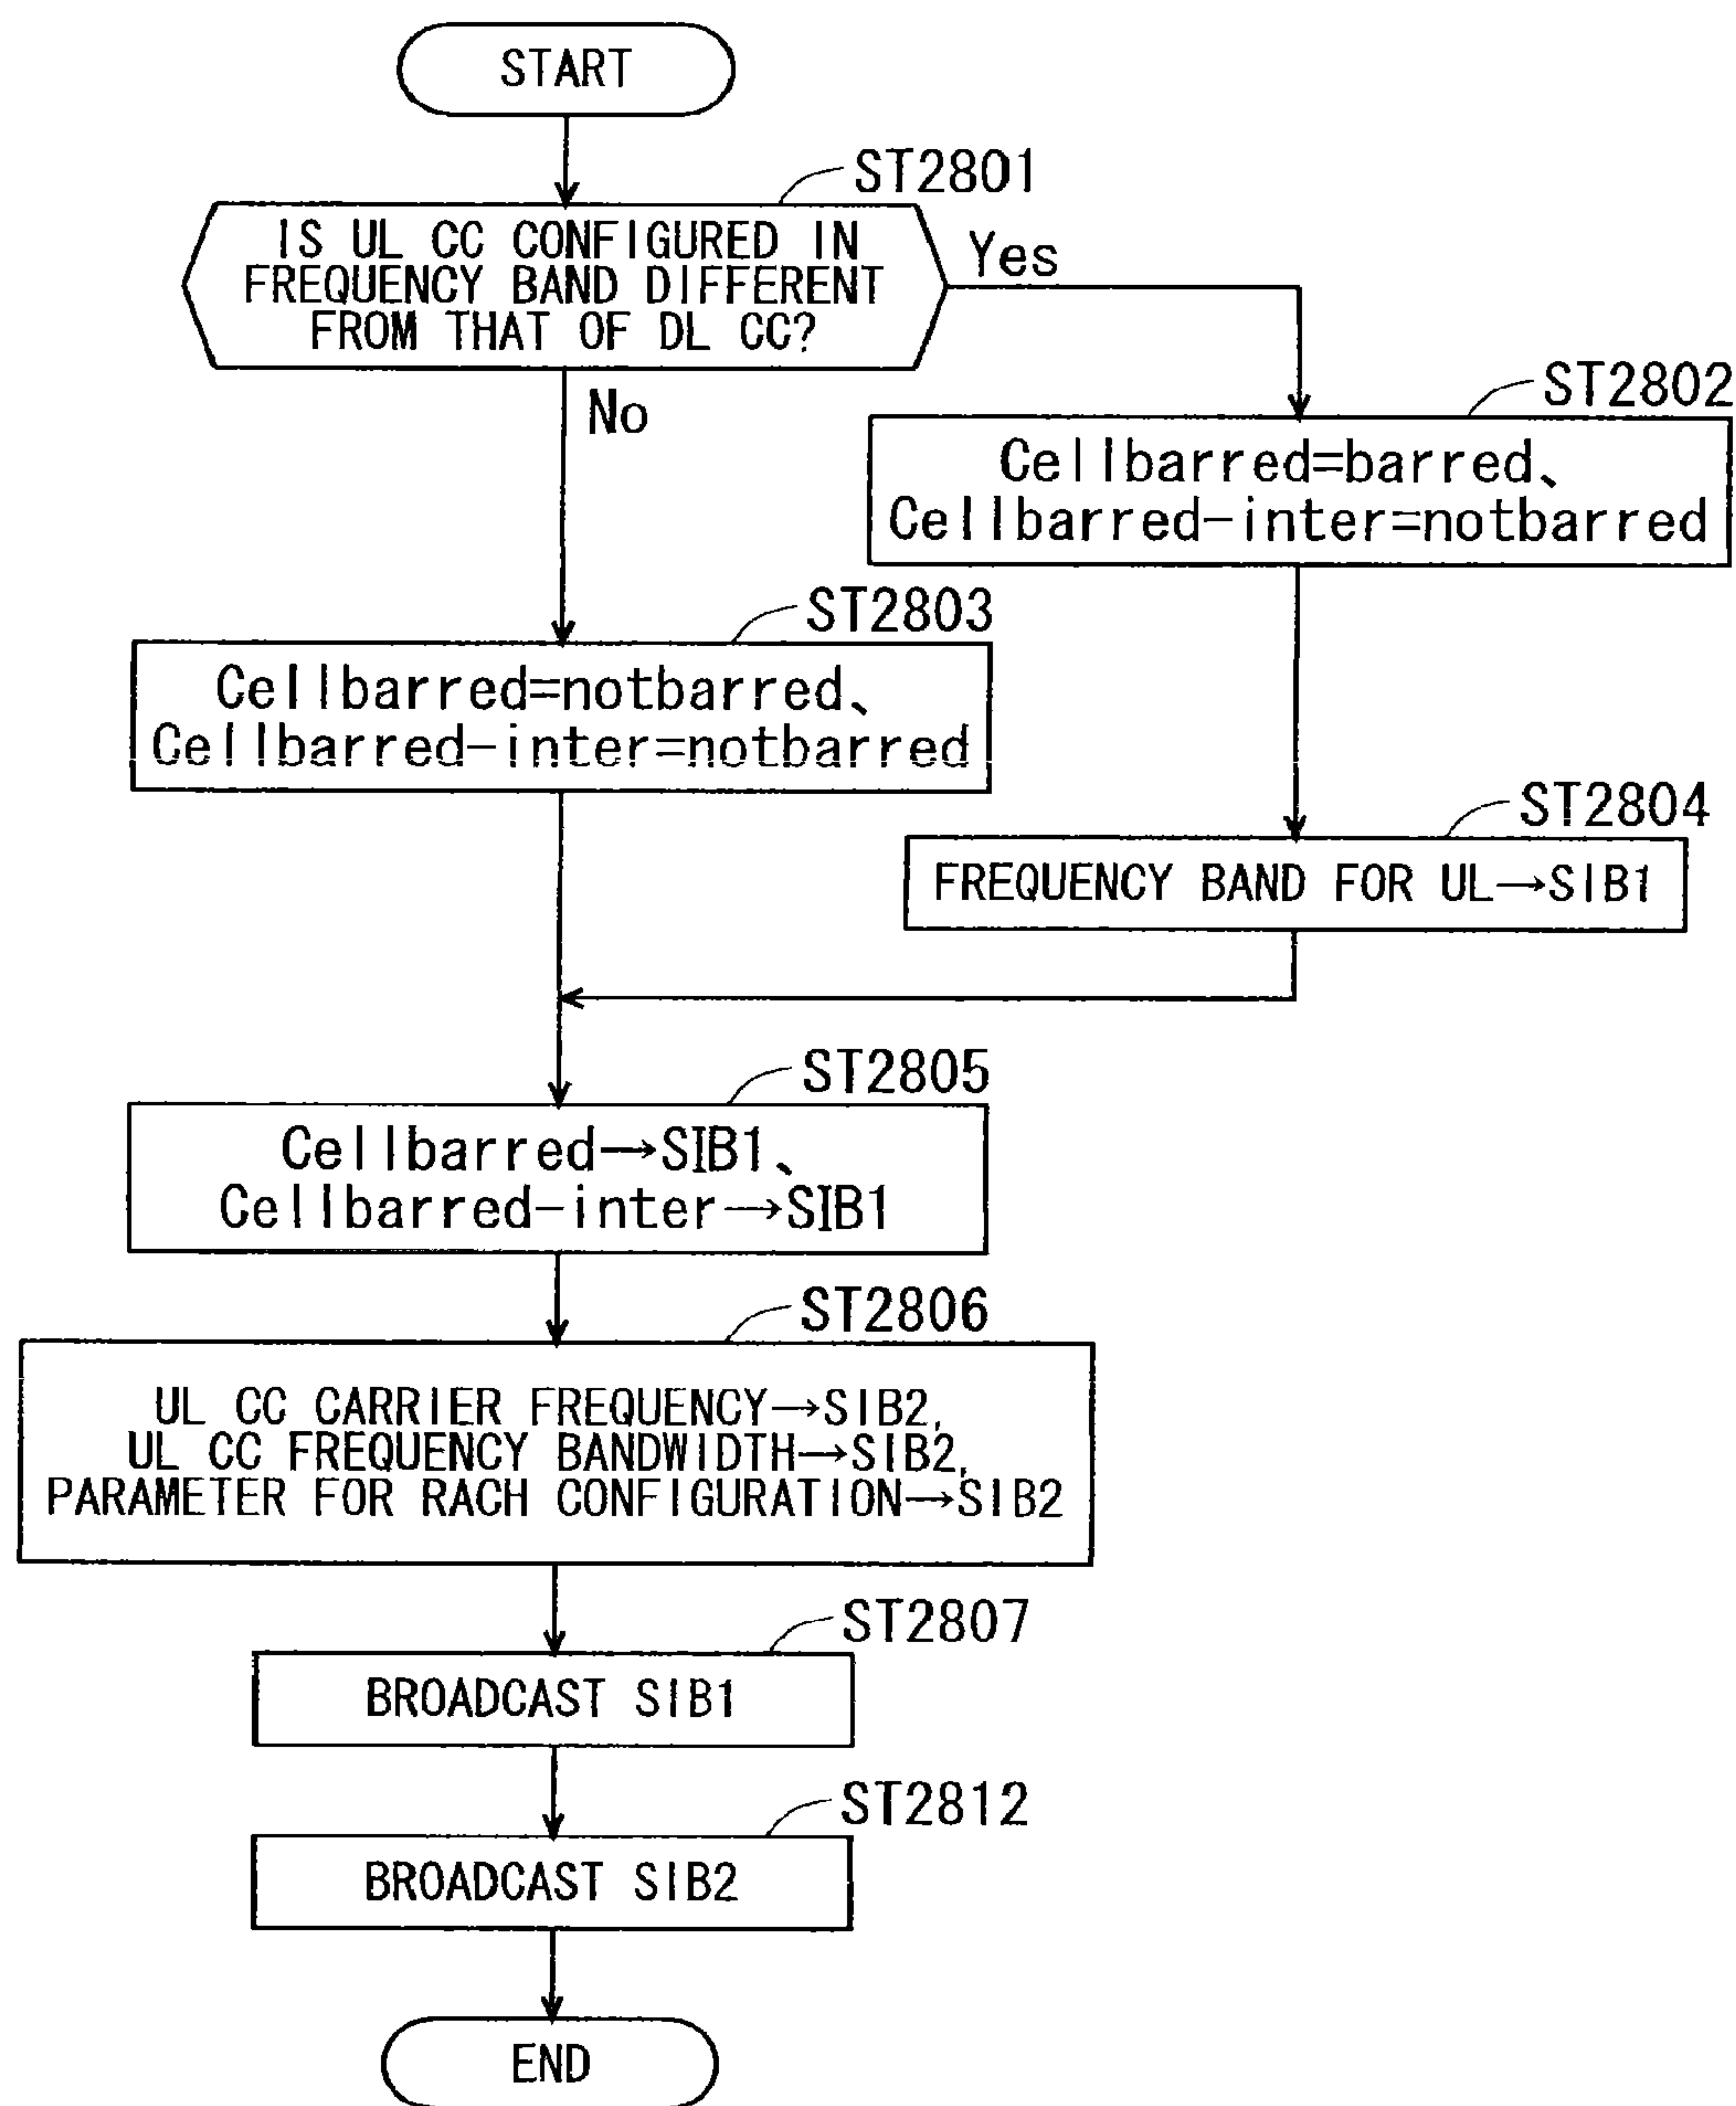 START
ST2801
IS UL CC CONFIGURED IN
FREQUENCY BAND DIFFERENT
FROM THAT OF DL CC?
Yes
No
ST2802
Cellbarred=barred、
Cellbarred-inter=notbarred
ST2803
Cellbarred=notbarred、
Cellbarred-inter=notbarred
ST2804
FREQUENCY BAND FOR UL→SIB1
ST2805
Cellbarred→SIB1、
Cellbarred-inter→SIB1
ST2806
UL CC CARRIER FREQUENCY→SIB2,
UL CC FREQUENCY BANDWIDTH→SIB2,
PARAMETER FOR RACH CONFIGURATION→SIB2
ST2807
BROADCAST SIB1
ST2812
BROADCAST SIB2
END